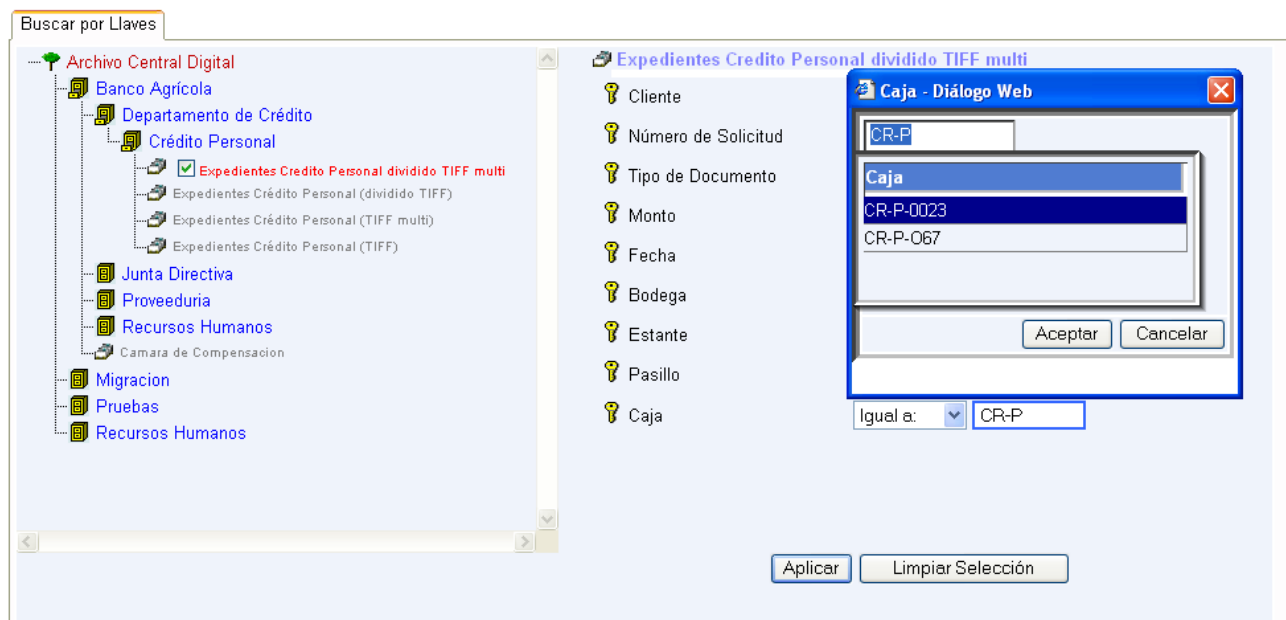 Buscar por Llaves
Archivo Central Digital
Banco Agrícola
Departamento de Crédito
Crédito Personal
Expedientes Credito Personal dividido TIFF multi
Expedientes Crédito Personal (dividido TIFF)
Expedientes Crédito Personal (TIFF multi)
Expedientes Crédito Personal (TIFF)
Junta Directiva
Proveeduria
Recursos Humanos
Camara de Compensacion
Migracion
Pruebas
Recursos Humanos
Expedientes Credito Personal dividido TIFF multi
Cliente
Número de Solicitud
Tipo de Documento
Monto
Fecha
Bodega
Estante
Pasillo
Caja
Igual a:
CR-P
Caja - Diálogo Web
CR-P
Caja
CR-P-0023
CR-P-O67
Aceptar
Cancelar
Aplicar
Limpiar Selección